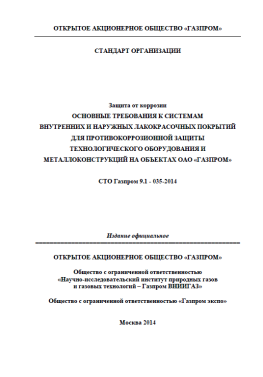 ОТКРЫТОЕ АКЦИОНЕРНОЕ ОБЩЕСТВО «ГАЗПРОМ»
СТАНДАРТ ОРГАНИЗАЦИИ
Защита от коррозии
ОСНОВНЫЕ ТРЕБОВАНИЯ К СИСТЕМАМ
ВНУТРЕННИХ И НАРУЖНЫХ ЛАКОКРАСОЧНЫХ ПОКРЫТИЙ
ДЛЯ ПРОТИВОКОРРОЗИОННОЙ ЗАЩИТЫ
ТЕХНОЛОГИЧЕСКОГО ОБОРУДОВАНИЯ И
МЕТАЛЛОКОНСТРУКЦИЙ НА ОБЪЕКТАХ ОАО «ГАЗПРОМ»
СТО Газпром 9.1 - 035-2014
Издание официальное
ОТКРЫТОЕ АКЦИОНЕРНОЕ ОБЩЕСТВО «ГАЗПРОМ»
Общество с ограниченной ответственностью
«Научно-исследовательский институт природных газов
и газовых технологий – Газпром ВНИИГАЗ»
Общество с ограниченной ответственностью «Газпром экспо»
Москва 2014